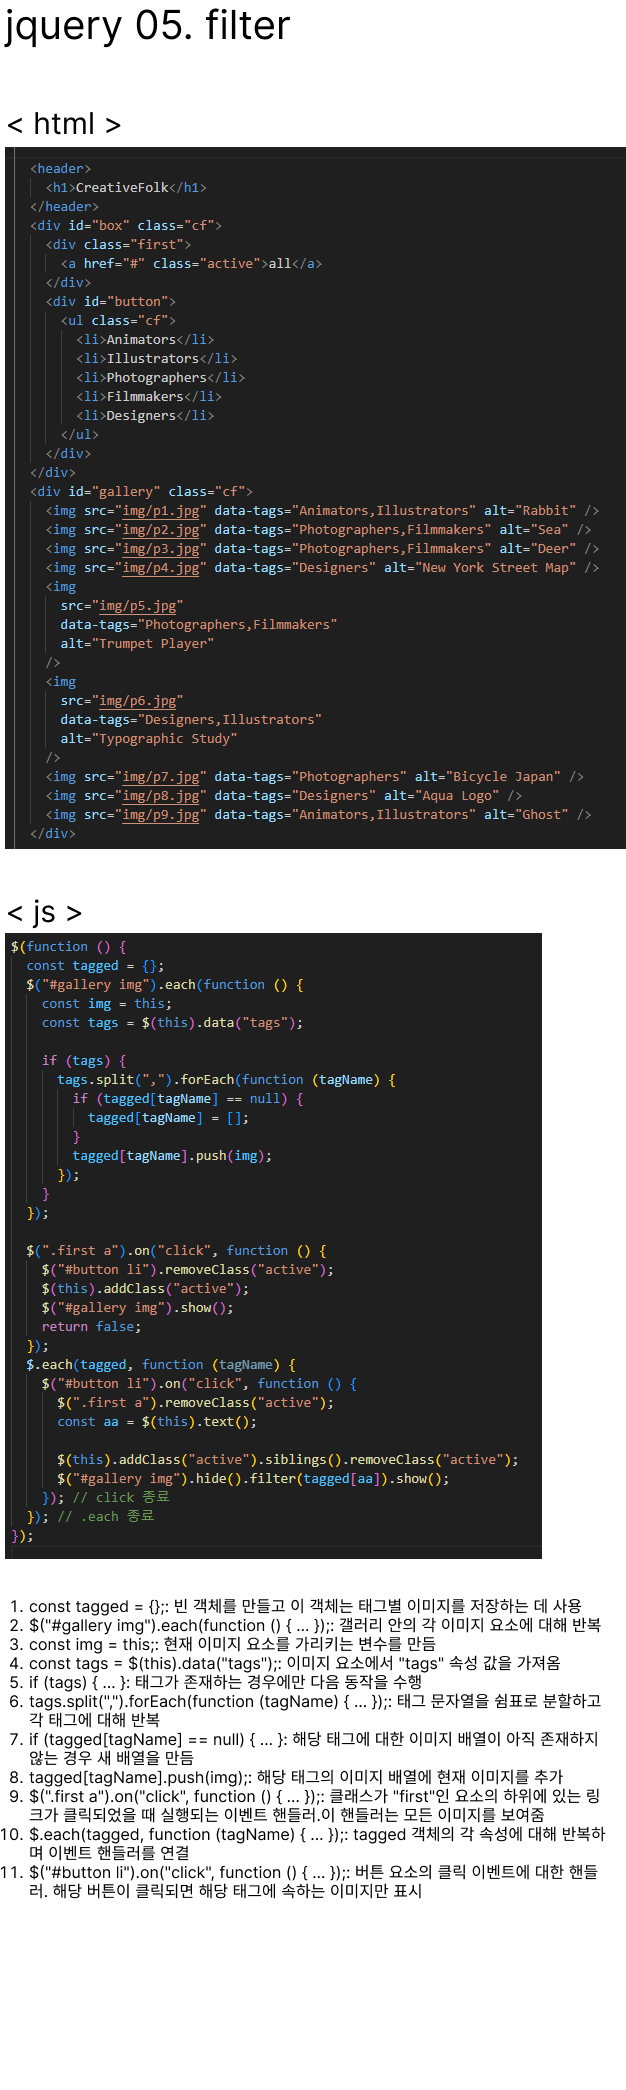 jquery 05. filter
< html >
<header>
<h1>CreativeFolk</h1>
</header>
<div id="box" class="cf">
<div class="first">
<a href="#" class="active">all</a>
</div>
<div id="button">
<ul class="cf">
<li>Animators</li>
<li>Illustrators</li>
<li>Photographers</li>
<li>Filmmakers</li>
<li>Designers</li>
</ul>
</div>
</div>
<div id="gallery" class="cf">
<img src="img/p1.jpg" data-tags="Animators,Illustrators" alt="Rabbit" />
<img src="img/p2.jpg" data-tags="Photographers,Filmmakers" alt="Sea" />
<img src="img/p3.jpg" data-tags="Photographers,Filmmakers" alt="Deer" />
<img src="img/p4.jpg" data-tags="Designers" alt="New York Street Map" />
<img
src="img/p5.jpg"
data-tags="Photographers,Filmmakers"
alt="Trumpet Player"
/>
<img
src="img/p6.jpg"
data-tags="Designers,Illustrators"
alt="Typographic Study"
/>
<img src="img/p7.jpg" data-tags="Photographers" alt="Bicycle Japan" />
<img src="img/p8.jpg" data-tags="Designers" alt="Aqua Logo" />
<img src="img/p9.jpg" data-tags="Animators,Illustrators" alt="Ghost" />
</div>
< js >
$(function () {
const tagged = {};
$("#gallery img").each(function () {
const img = this;
const tags = $(this).data("tags");
if (tags) {
tags.split(",").forEach(function (tagName) {
if (tagged[tagName] == null) {
tagged[tagName] = [];
}
tagged[tagName].push(img);
});
}
});
$(".first a").on("click", function () {
$("#button li").removeClass("active");
$(this).addClass("active");
$("#gallery img").show();
return false;
});
$.each(tagged, function (tagName) {
$("#button li").on("click", function () {
$(".first a").removeClass("active");
const aa = $(this).text();
$(this).addClass("active").siblings().removeClass("active");
$("#gallery img").hide().filter(tagged[aa]).show();
}); // click 종료
}); // .each 종료
});
1. const tagged = {};: 빈 객체를 만들고 이 객체는 태그별 이미지를 저장하는 데 사용
2. $("#gallery img").each(function () { ... });: 갤러리 안의 각 이미지 요소에 대해 반복
3. const img = this;: 현재 이미지 요소를 가리키는 변수를 만듬
4. const tags = $(this).data("tags");: 이미지 요소에서 "tags" 속성 값을 가져옴
5. if (tags) { ... }: 태그가 존재하는 경우에만 다음 동작을 수행
6. tags.split(",").forEach(function (tagName) { ... });: 태그 문자열을 쉼표로 분할하고
각 태그에 대해 반복
7. if (tagged[tagName] == null) { ... }: 해당 태그에 대한 이미지 배열이 아직 존재하지
않는 경우 새 배열을 만듬
8. tagged[tagName].push(img);: 해당 태그의 이미지 배열에 현재 이미지를 추가
9. $(".first a").on("click", function () { ... });: 클래스가 "first"인 요소의 하위에 있는 링
크가 클릭되었을 때 실행되는 이벤트 핸들러.이 핸들러는 모든 이미지를 보여줌
10. $.each(tagged, function (tagName) { ... });: tagged 객체의 각 속성에 대해 반복하
며 이벤트 핸들러를 연결
11. $("#button li").on("click", function () { ... });: 버튼 요소의 클릭 이벤트에 대한 핸들
러. 해당 버튼이 클릭되면 해당 태그에 속하는 이미지만 표시